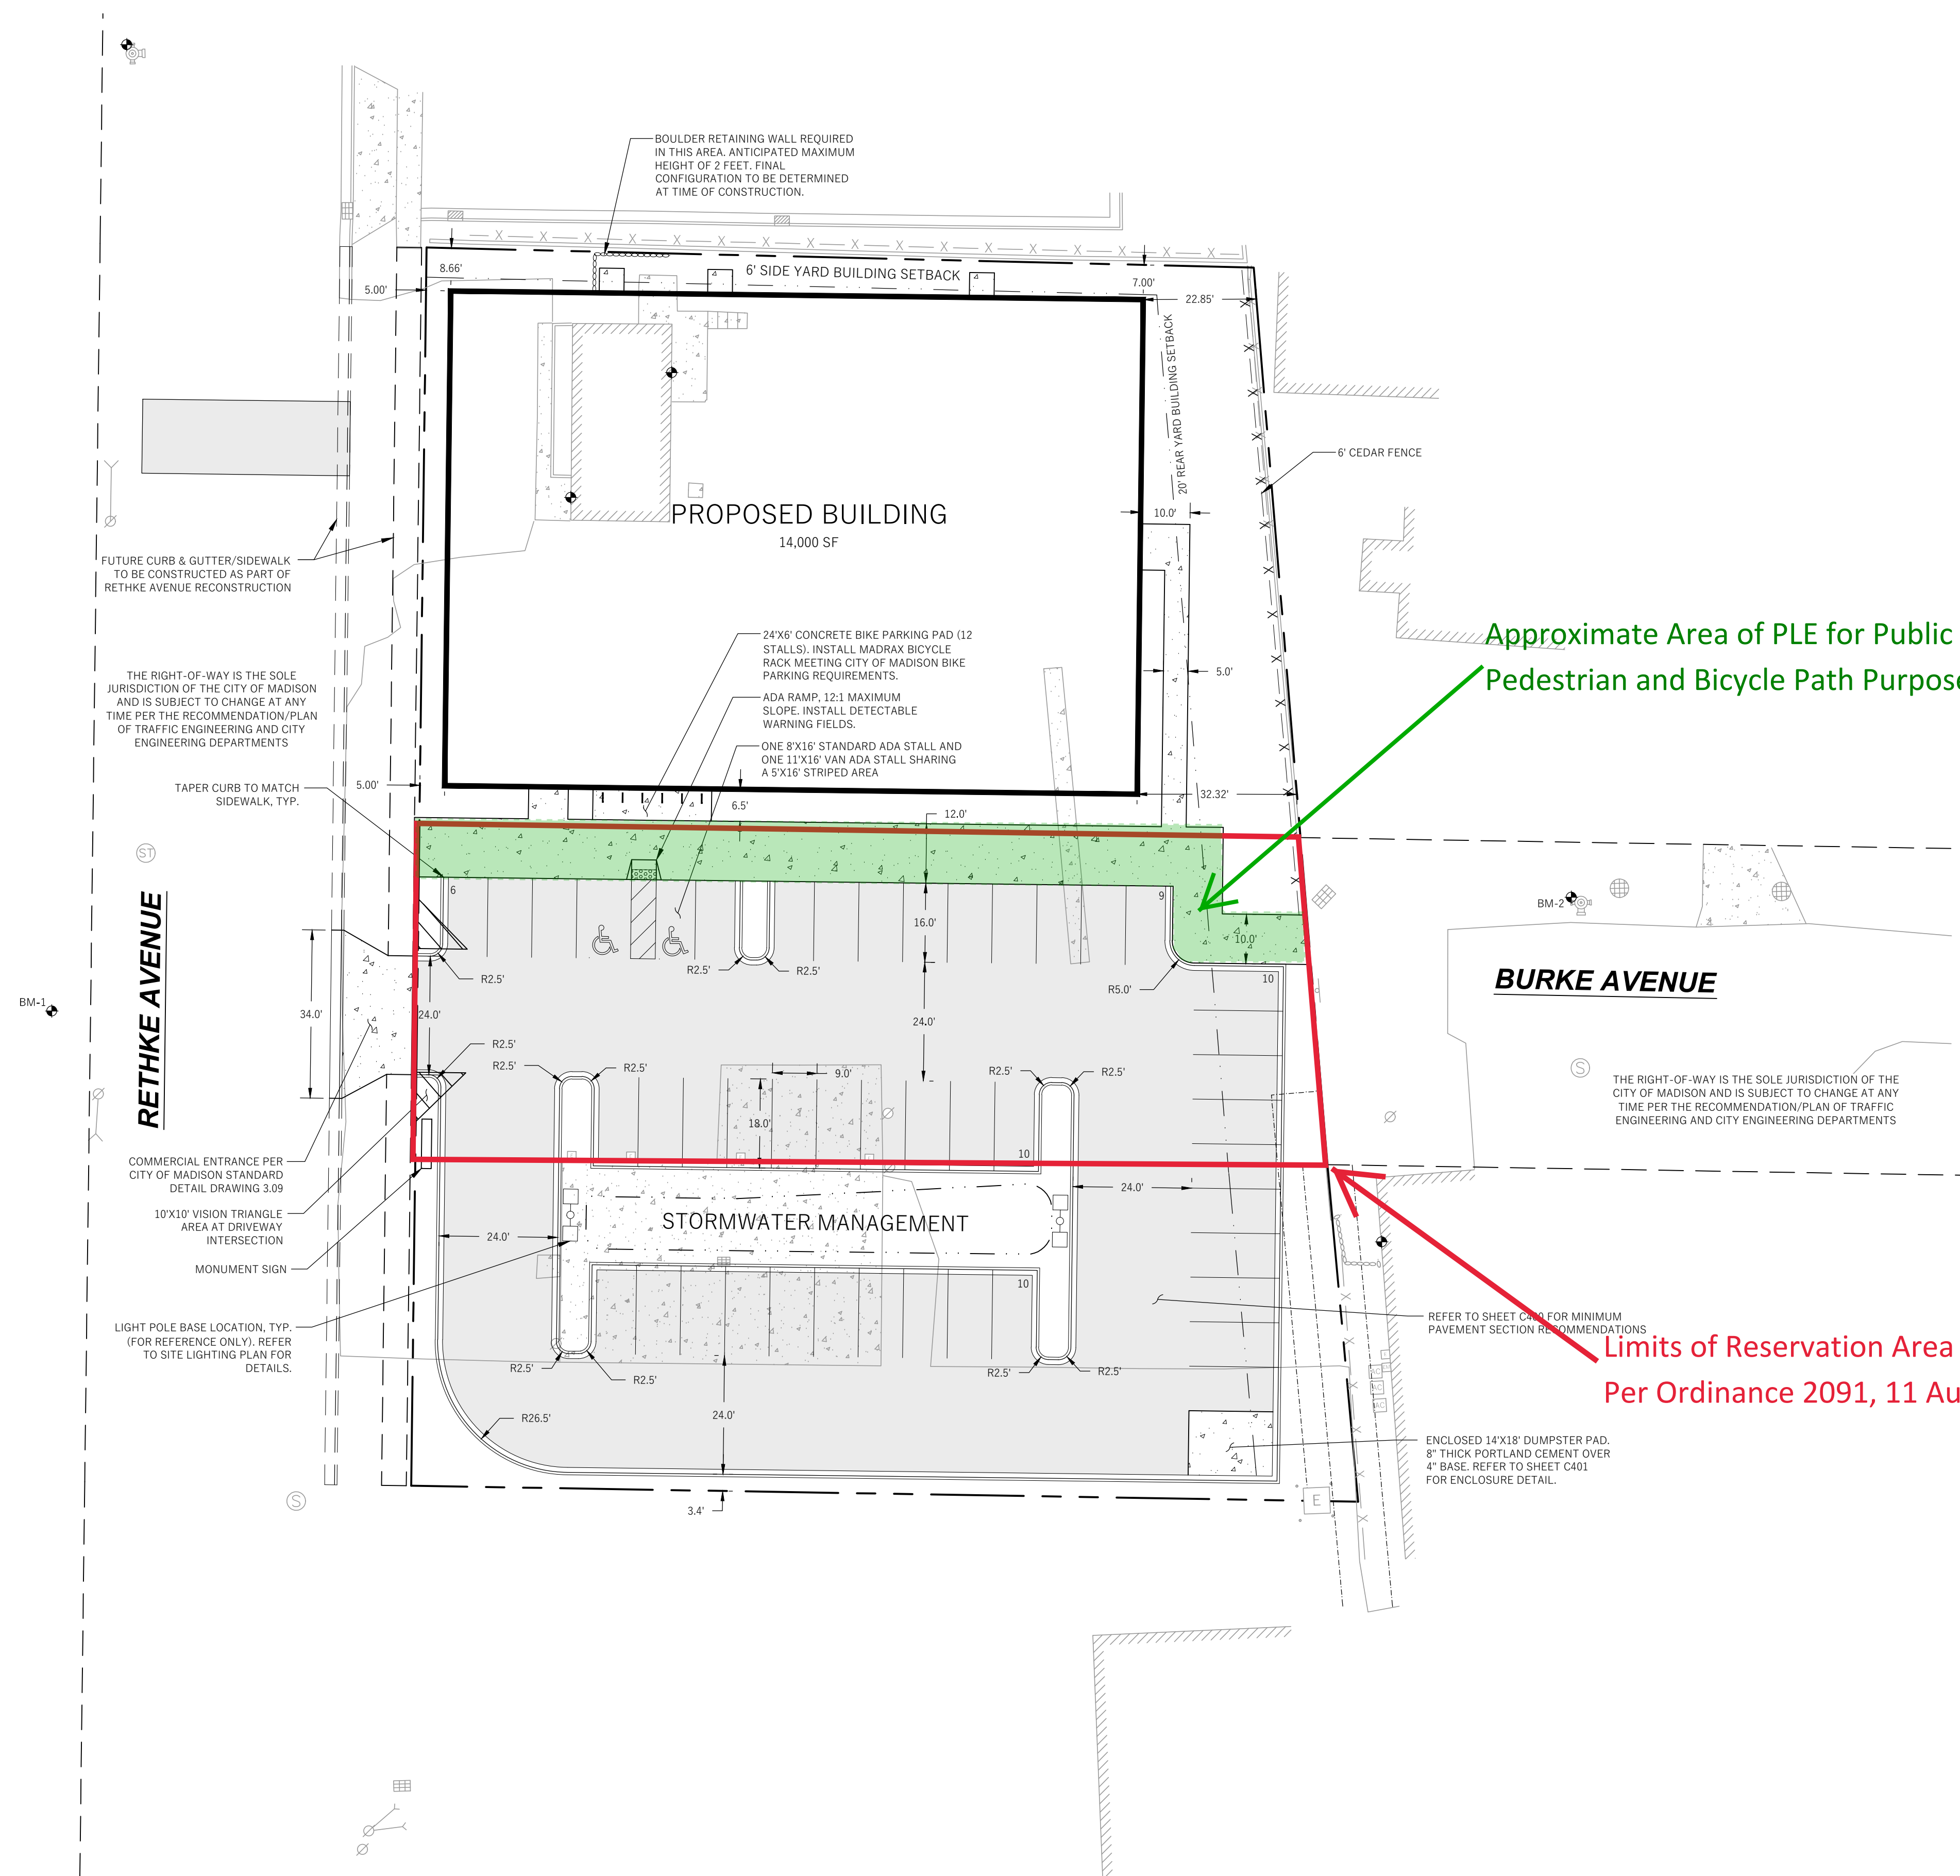 BOULDER RETAINING WALL REQUIRED
IN THIS AREA. ANTICIPATED MAXIMUM
HEIGHT OF 2 FEET. FINAL
CONFIGURATION TO BE DETERMINED
AT TIME OF CONSTRUCTION.
8.66'
6' SIDE YARD BUILDING SETBACK
7.00'
5.00'
22.85'
20' REAR YARD BUILDING SETBACK
6' CEDAR FENCE
PROPOSED BUILDING
14,000 SF
10.0'
FUTURE CURB & GUTTER/SIDEWALK
TO BE CONSTRUCTED AS PART OF
RETHKE AVENUE RECONSTRUCTION
24'X6' CONCRETE BIKE PARKING PAD (12
STALLS). INSTALL MADRAX BICYCLE
RACK MEETING CITY OF MADISON BIKE
PARKING REQUIREMENTS.
Approximate Area of PLE for Public
Pedestrian and Bicycle Path
5.0'
THE RIGHT-OF-WAY IS THE SOLE
JURISDICTION OF THE CITY OF MADISON
AND IS SUBJECT TO CHANGE AT ANY
TIME PER THE RECOMMENDATION/PLAN
OF TRAFFIC ENGINEERING AND CITY
ENGINEERING DEPARTMENTS
ADA RAMP, 12:1 MAXIMUM
SLOPE. INSTALL DETECTABLE
WARNING FIELDS.
ONE 8'X16' STANDARD ADA STALL AND
ONE 11'X16' VAN ADA STALL SHARING
A 5'X16' STRIPED AREA
TAPER CURB TO MATCH
SIDEWALK, TYP.
5.00'
6.5'
32.32'
12.0'
ST
6
9
16.0'
10.0'
BM-2
RETHKE AVENUE
R2.5'
R2.5'
R2.5'
R5.0'
10
BURKE AVENUE
BM-1
34.0'
24.0'
24.0'
R2.5'
R2.5'
R2.5'
9.0'
R2.5'
R2.5'
S
THE RIGHT-OF-WAY IS THE SOLE JURISDICTION OF THE
CITY OF MADISON AND IS SUBJECT TO CHANGE AT ANY
TIME PER THE RECOMMENDATION/PLAN OF TRAFFIC
ENGINEERING AND CITY ENGINEERING DEPARTMENTS
18.0'
10
COMMERCIAL ENTRANCE PER
CITY OF MADISON STANDARD
DETAIL DRAWING 3.09
24.0'
10'X10' VISION TRIANGLE
AREA AT DRIVEWAY
INTERSECTION
STORMWATER MANAGEMENT
24.0'
MONUMENT SIGN
10
LIGHT POLE BASE LOCATION, TYP.
(FOR REFERENCE ONLY). REFER
TO SITE LIGHTING PLAN FOR
DETAILS.
REFER TO SHEET C400 FOR MINIMUM
PAVEMENT SECTION RECOMMENDATIONS
Limits of Reservation Area
Per Ordinance 2091, 11
AC
AC
AC
R2.5'
R2.5'
R2.5'
R2.5'
R26.5'
24.0'
ENCLOSED 14'X18' DUMPSTER PAD.
8" THICK PORTLAND CEMENT OVER
4" BASE. REFER TO SHEET C401
FOR ENCLOSURE DETAIL.
S
3.4'
E